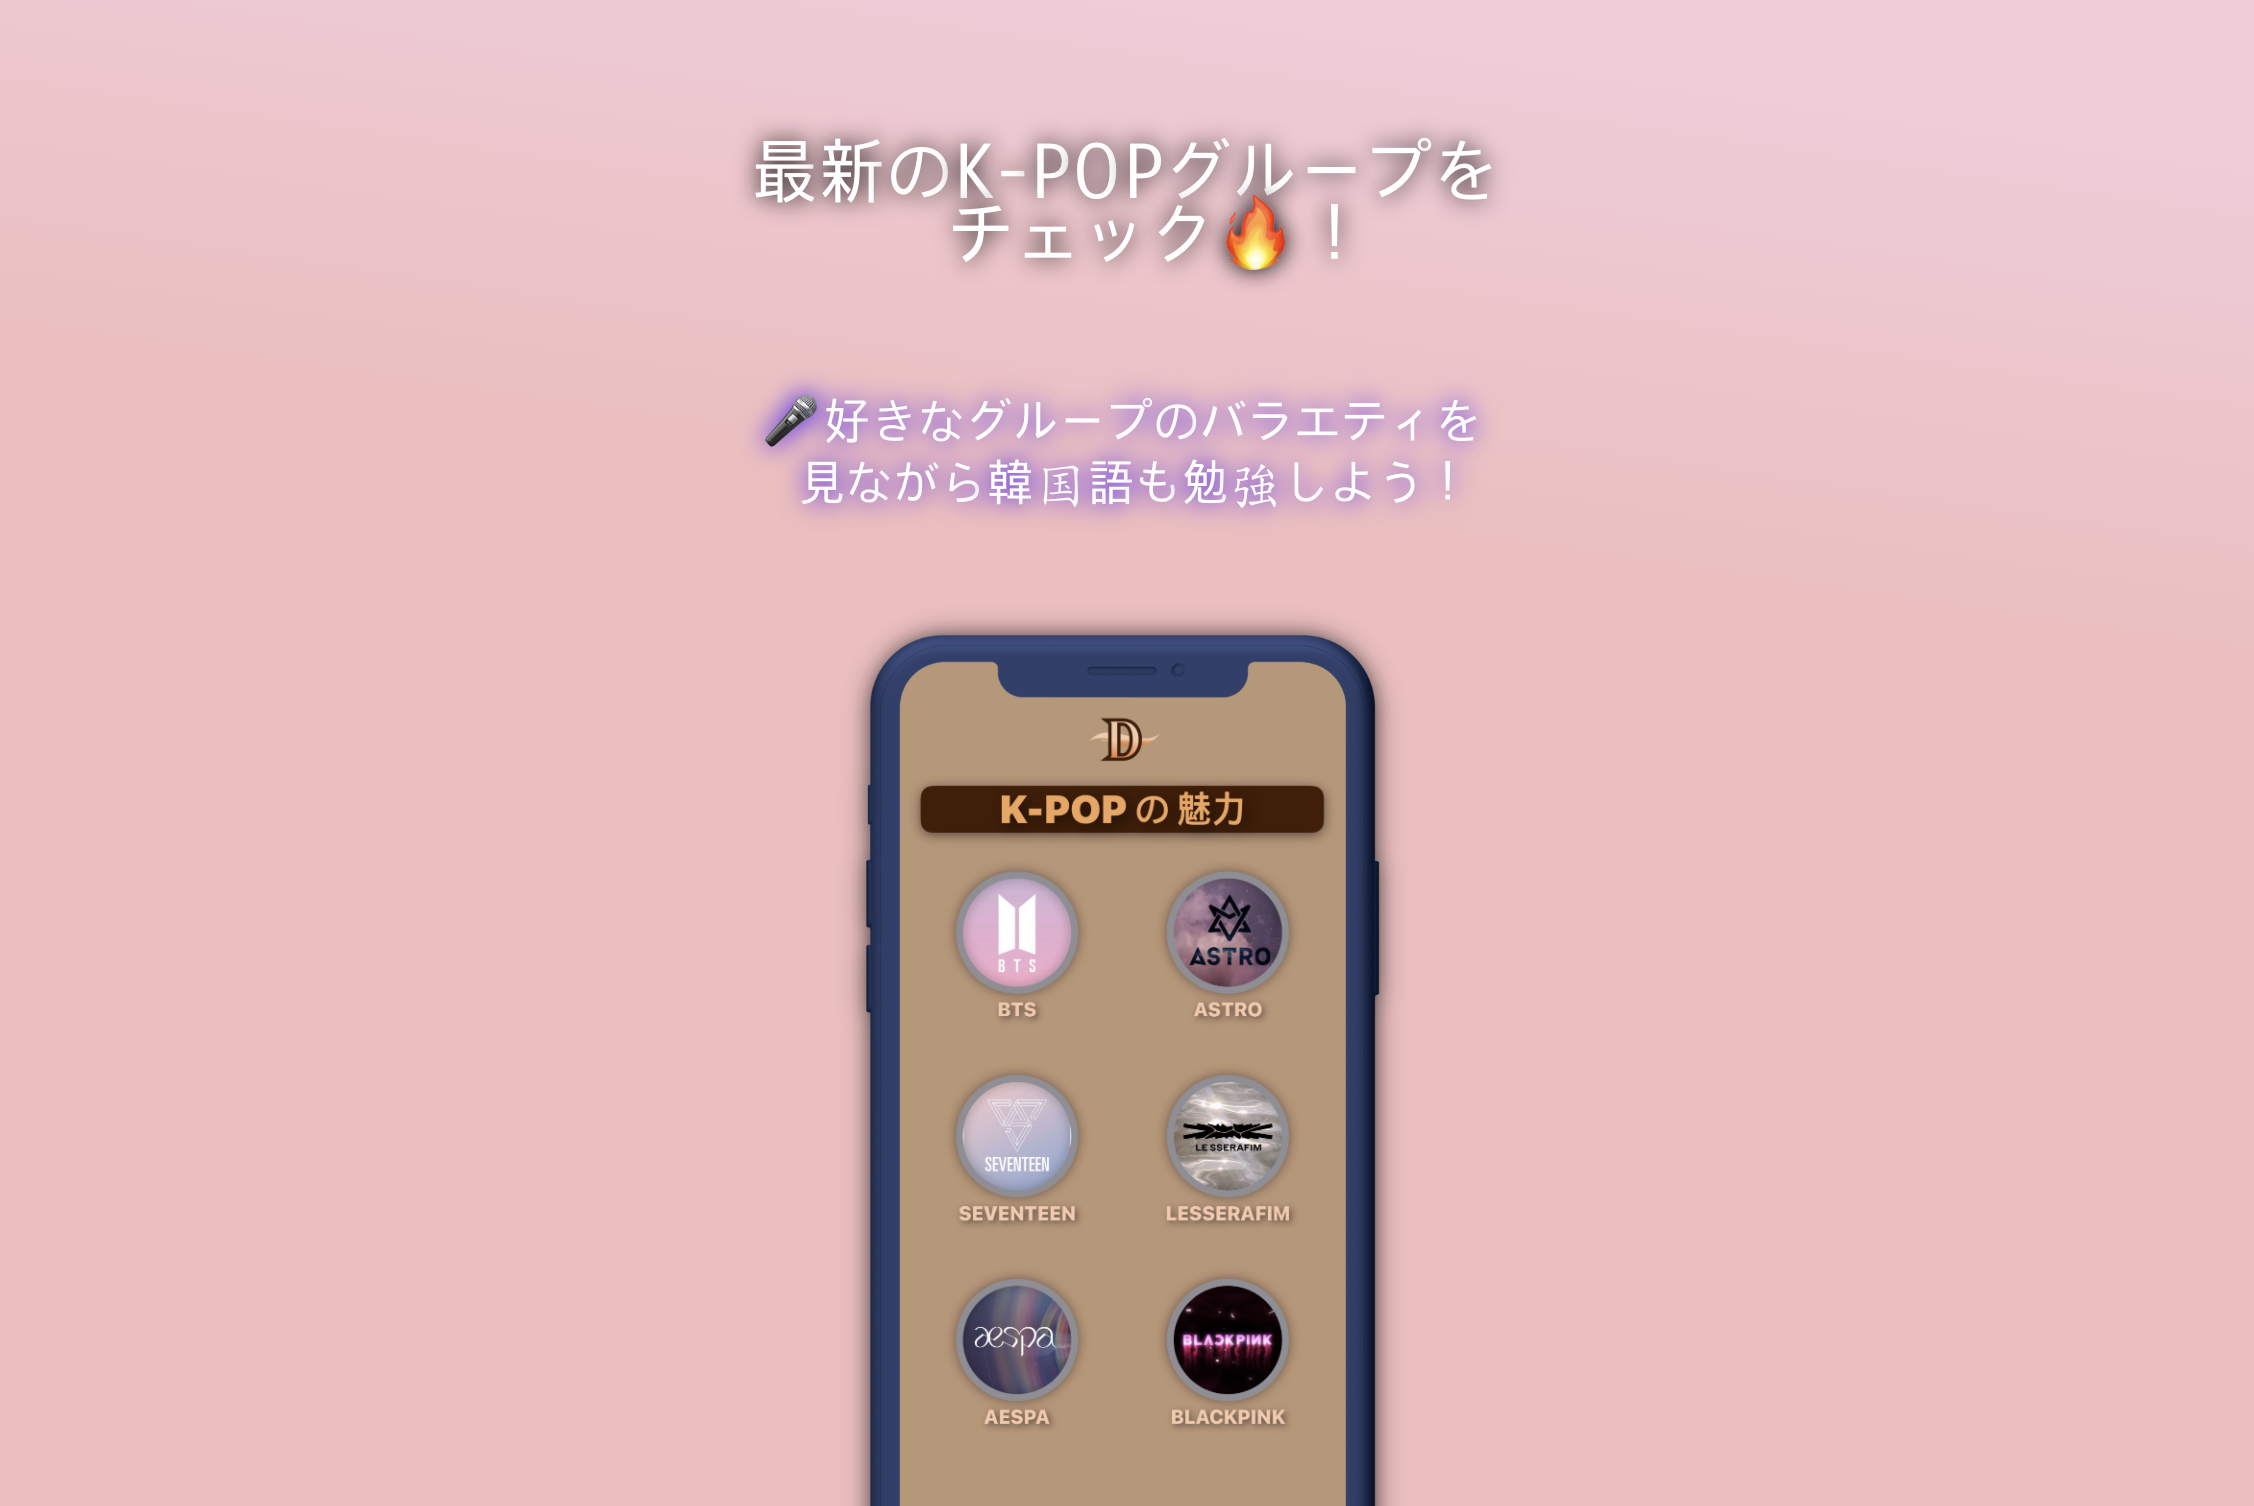 最新のK-POPグループを
チェック🔥！
🎤好きなグループのバラエティを
見ながら韓国語も勉強しよう！
D
K-POP の 魅力
BTS
BTS
ASTRO
ASTRO
SEVENTEEN
SEVENTEEN
LE SSERAFIM
LESSERAFIM
aespa
AESPA
BLACKPINK
BLACKPINK